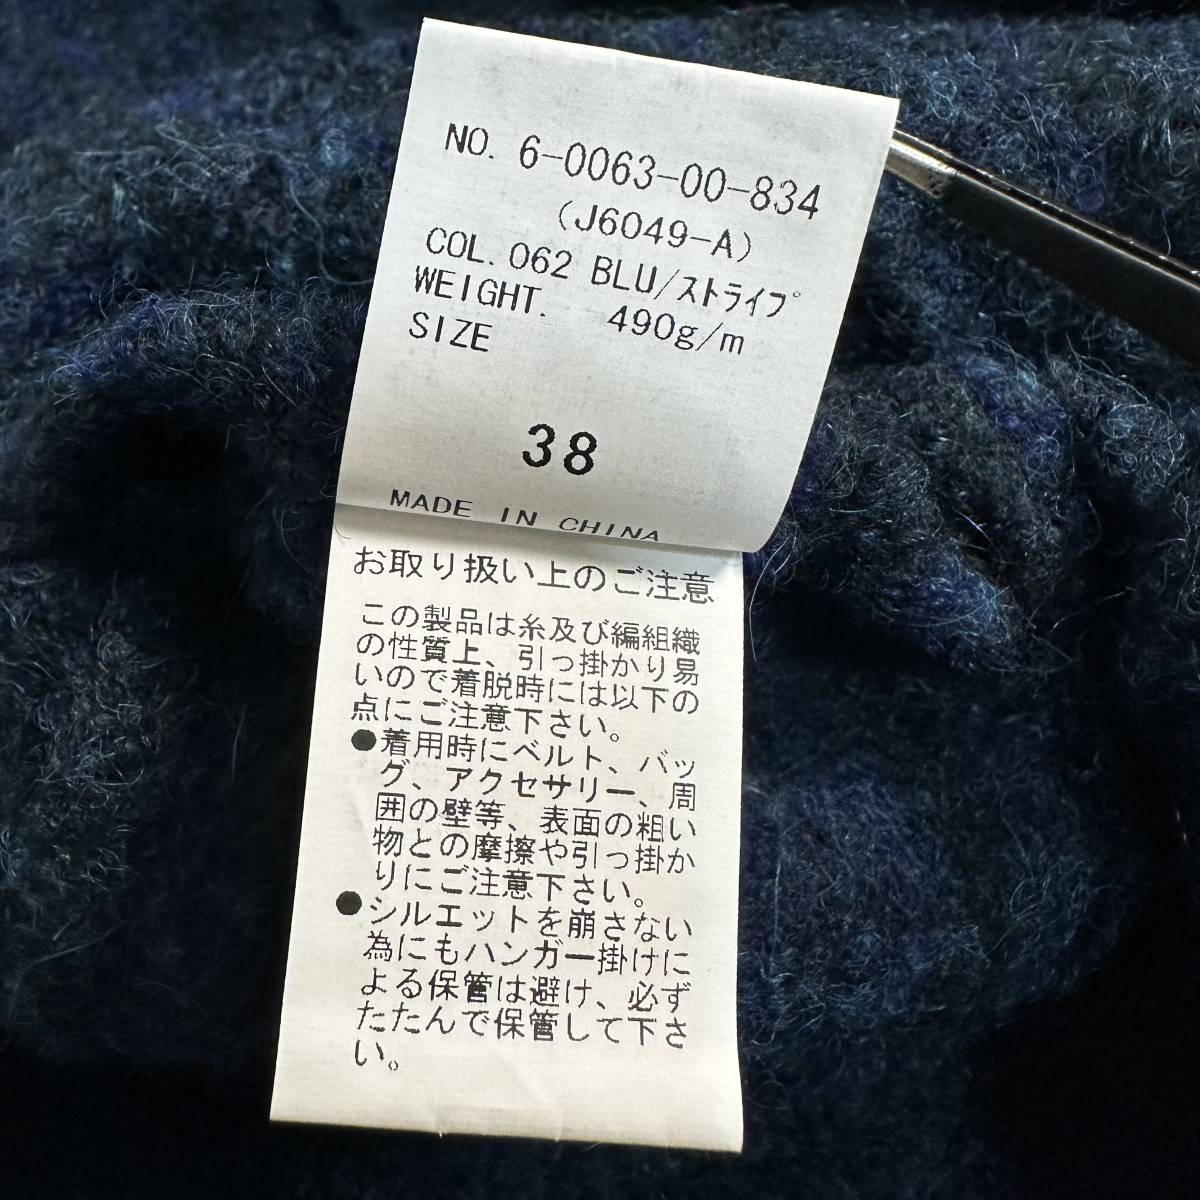 NO. 6-0063-00-834
(J6049-A)
COL. 062 BLU/ストライプ
WEIGHT. 490g/m
SIZE
38
MADE IN CHINA
お取り扱い上のご注意
この製品は糸及び編組織
の性質上、引っ掛かり易
いので着脱時には以下の
点にご注意下さい。
●着用時にベルト、バッ
グ、アクセサリー、周
囲の壁等、表面の粗い
物との摩擦や引っ掛か
りにご注意下さい。
●シルエットを崩さない
為にもハンガー掛けに
よる保管は避け、必ず
たたんで保管して下さ
い。